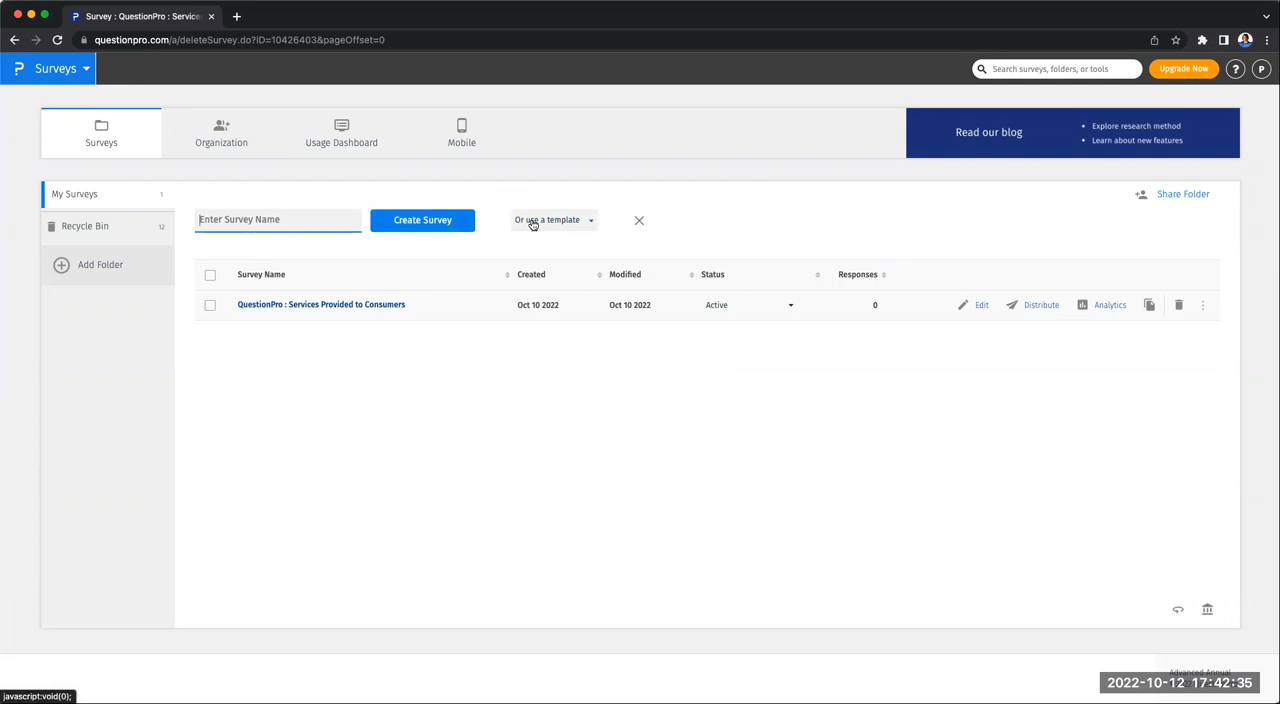 Survey : QuestionPro : Service
questionpro.com/a/deleteSurvey.do?ID=10426403&pageOffset=0
Surveys
Search surveys, folders, or tools
Upgrade Now
?
P
Surveys
Organization
Usage Dashboard
Mobile
Read our blog
• Explore research method
• Learn about new features
My Surveys 1
Share Folder
Enter Survey Name
Create Survey
Or use a template
Recycle Bin 12
Add Folder
Survey Name Created Modified Status Responses
QuestionPro : Services Provided to Consumers Oct 10 2022 Oct 10 2022 Active 0 Edit Distribute Analytics
Advanced Annual
2022-10-12 17:42:35
javascript:void(0);